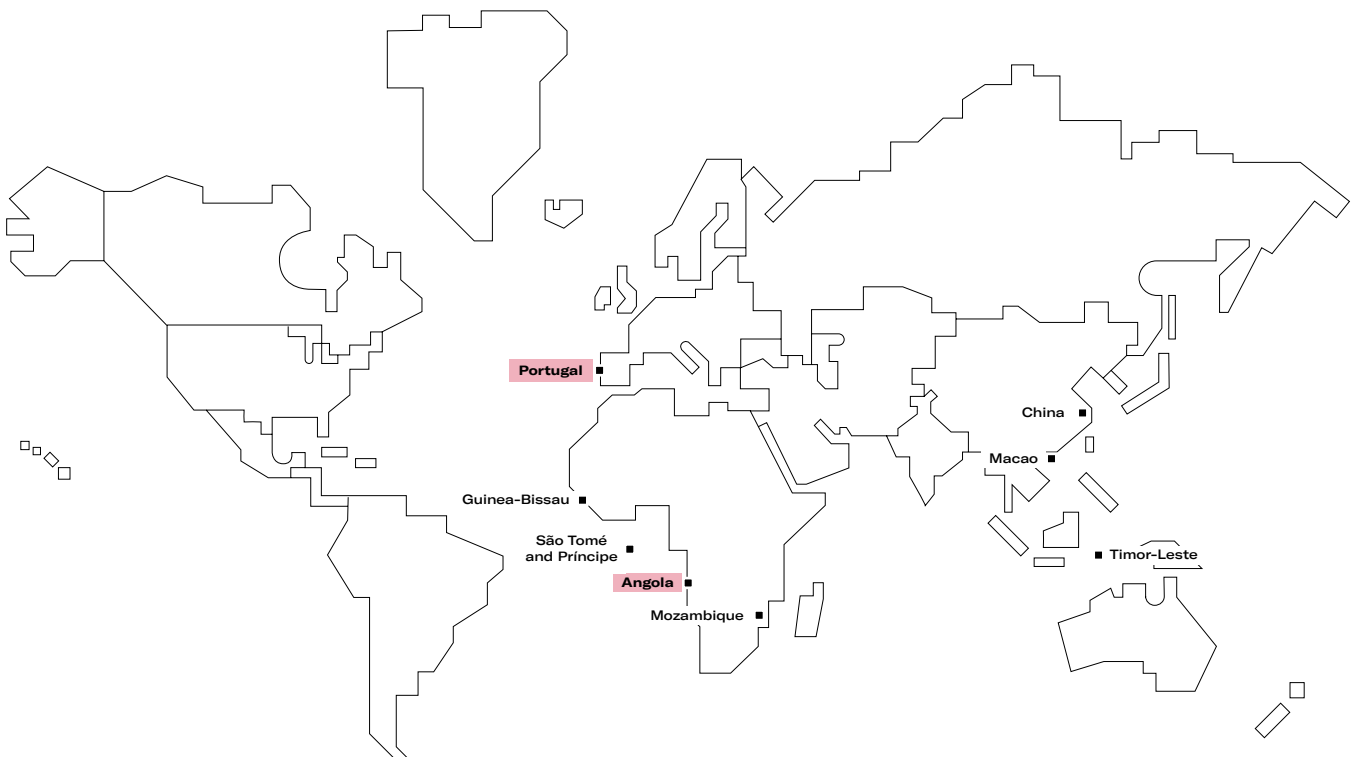 Portugal
China
Macao
Guinea-Bissau
São Tomé
and Príncipe
Timor-Leste
Angola
Mozambique